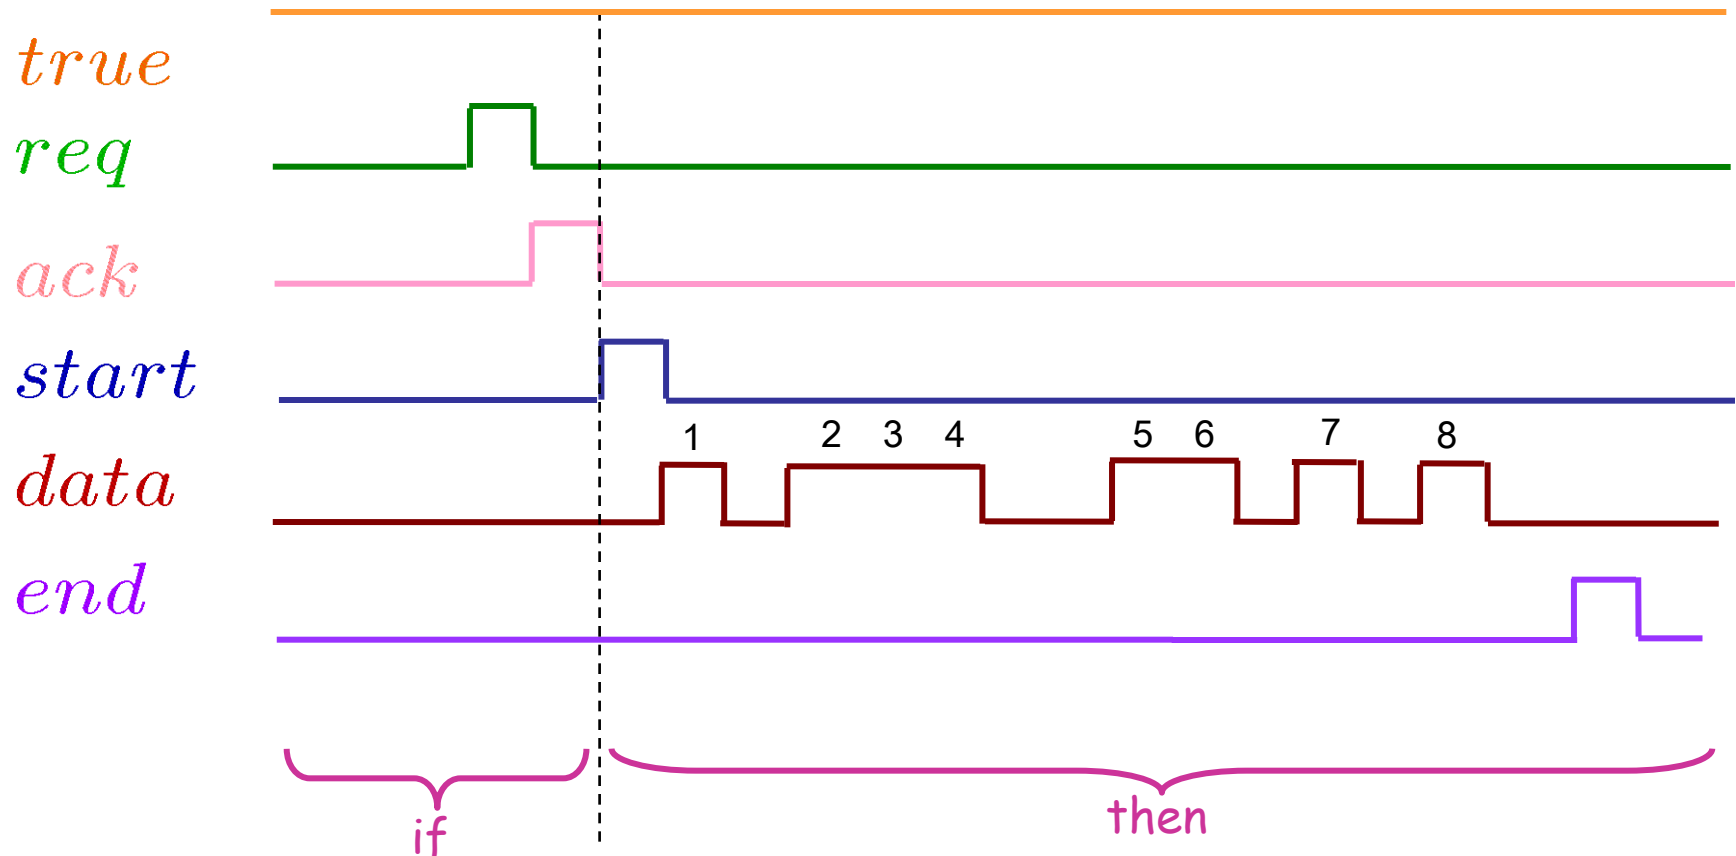 true
req
ack
start
1 2 3 4 5 6 7 8
data
end
if
then